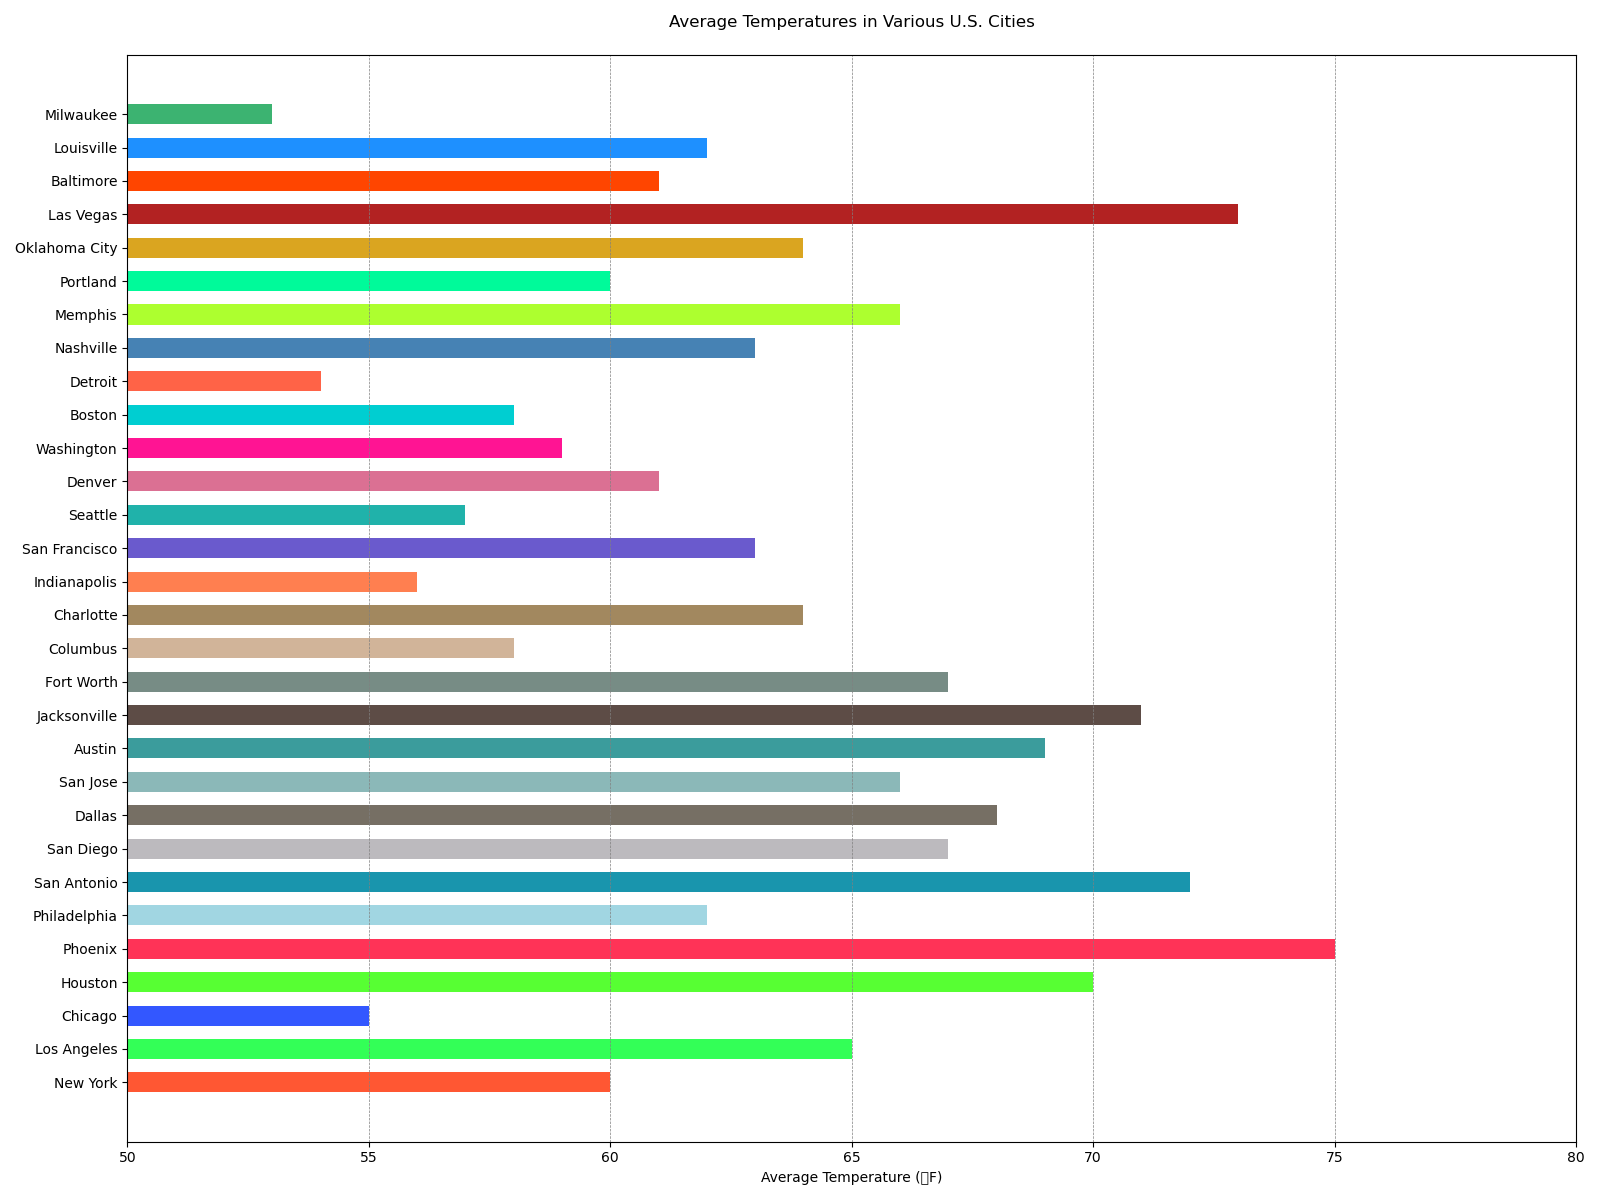 Average Temperatures in Various U.S. Cities
Milwaukee
Louisville
Baltimore
Las Vegas
Oklahoma City
Portland
Memphis
Nashville
Detroit
Boston
Washington
Denver
Seattle
San Francisco
Indianapolis
Charlotte
Columbus
Fort Worth
Jacksonville
Austin
San Jose
Dallas
San Diego
San Antonio
Philadelphia
Phoenix
Houston
Chicago
Los Angeles
New York
50 55 60 65 70 75 80
Average Temperature (▯F)